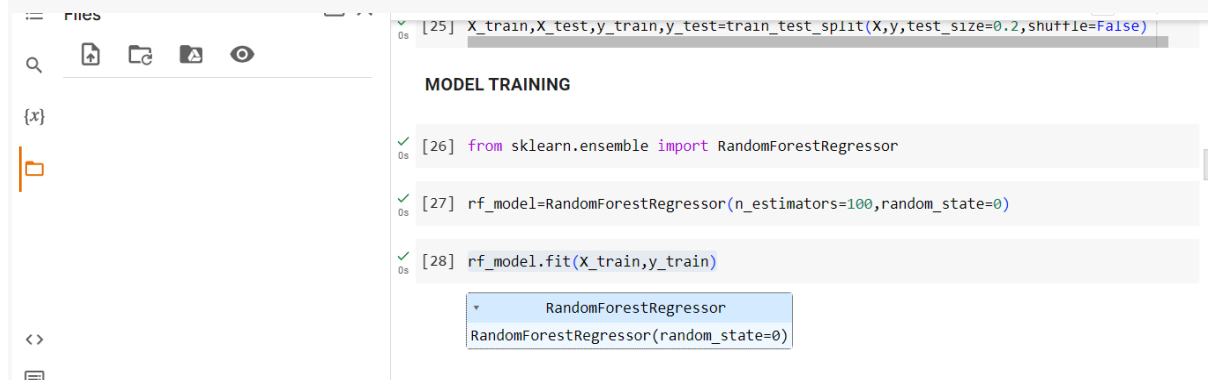 Files
{x}
<>
[25] X_train,X_test,y_train,y_test=train_test_split(X,y,test_size=0.2,shuffle=False)
0s
MODEL TRAINING
[26] from sklearn.ensemble import RandomForestRegressor
0s
[27] rf_model=RandomForestRegressor(n_estimators=100,random_state=0)
0s
[28] rf_model.fit(X_train,y_train)
0s
RandomForestRegressor
RandomForestRegressor(random_state=0)